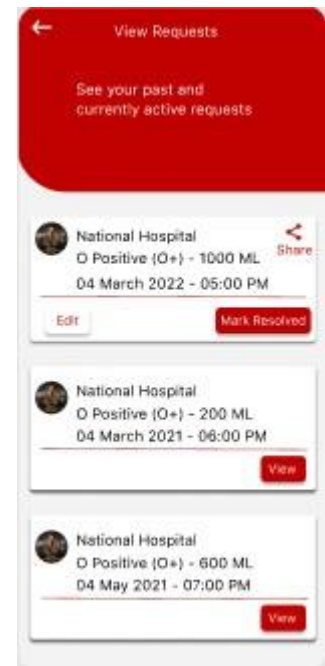 View Requests
See your past and
currently active requests
National Hospital
Share
O Positive (O+) - 1000 ML
04 March 2022 - 05:00 PM
Edit
Mark Resolved
National Hospital
O Positive (O+) - 200 ML
04 March 2021 - 06:00 PM
View
National Hospital
O Positive (O+) - 600 ML
04 May 2021 - 07:00 PM
View